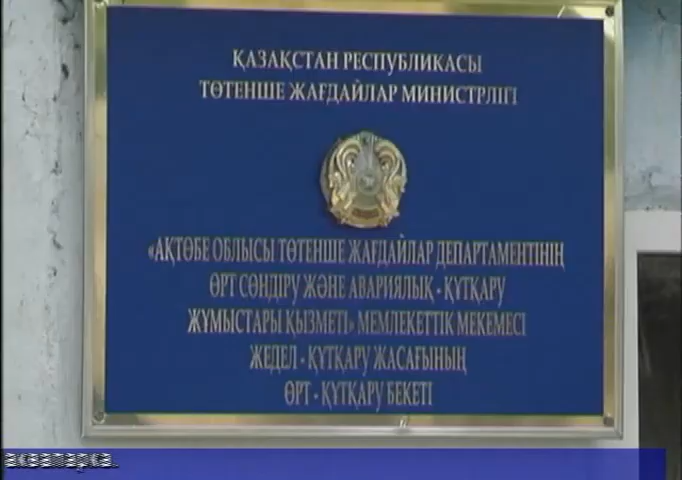 ҚАЗАҚСТАН РЕСПУБЛИКАСЫ
ТӨТЕНШЕ ЖАҒДАЙЛАР МИНИСТРЛІГІ
«АҚТӨБЕ ОБЛЫСЫ ТӨТЕНШЕ ЖАҒДАЙЛАР ДЕПАРТАМЕНТІНІҢ
ӨРТ СӨНДІРУ ЖӘНЕ АВАРИЯЛЫҚ - ҚҰТҚАРУ
ЖҰМЫСТАРЫ ҚЫЗМЕТІ» МЕМЛЕКЕТТІК МЕКЕМЕСІ
ЖЕДЕЛ - ҚҰТҚАРУ ЖАСАҒЫНЫҢ
ӨРТ - ҚҰТҚАРУ БЕКЕТІ